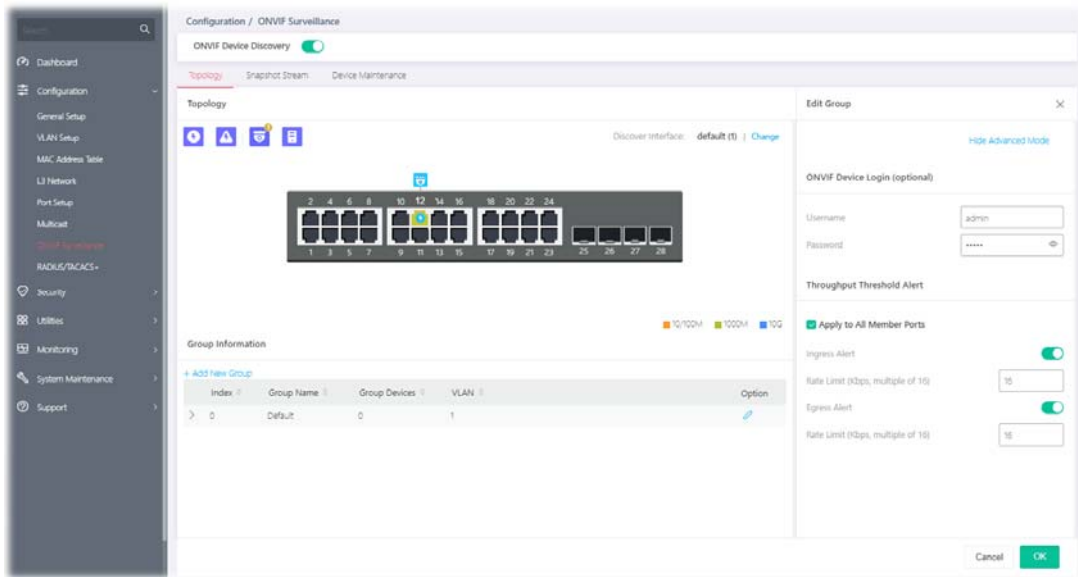 Search
Dashboard
Configuration
General Setup
VLAN Setup
MAC Address Table
L3 Network
Port Setup
Multicast
ONVIF Surveillance
RADIUS/TACACS+
Security
Utilities
Monitoring
System Maintenance
Support
Configuration / ONVIF Surveillance
ONVIF Device Discovery
Topology Snapshot Stream Device Maintenance
Topology
Discover Interface: default (1) | Change
2 4 6 8 10 12 14 16 18 20 22 24
1 3 5 7 9 11 13 15 17 19 21 23 25 26 27 28
10/100M 1000M 10G
Group Information
+ Add New Group
Index Group Name Group Devices VLAN Option
0 Default 0 1
Edit Group
Hide Advanced Mode
ONVIF Device Login (optional)
Username admin
Password •••••
Throughput Threshold Alert
Apply to All Member Ports
Ingress Alert
Rate Limit (Kbps, multiple of 16) 16
Egress Alert
Rate Limit (Kbps, multiple of 16) 16
Cancel OK